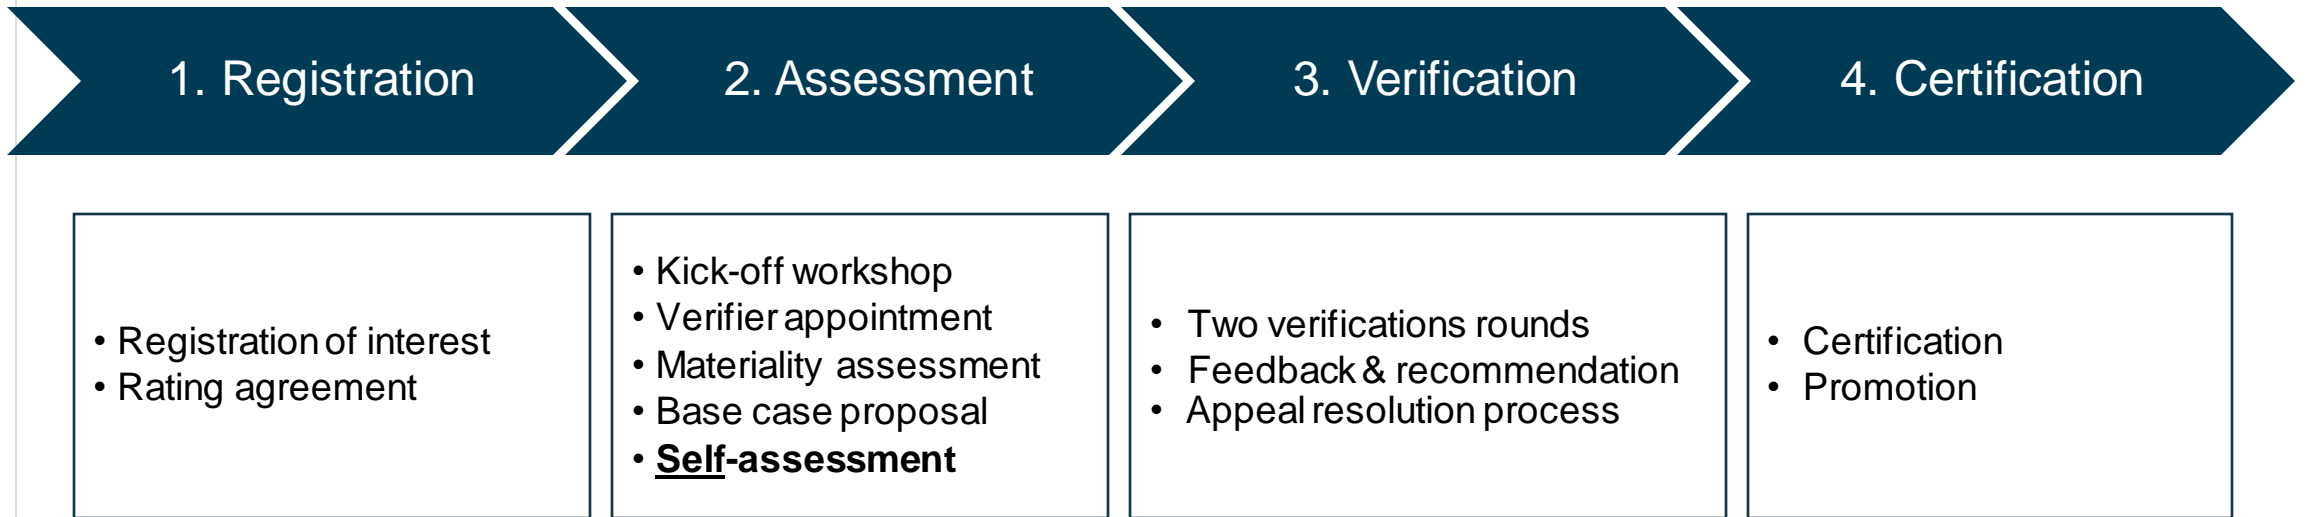 1. Registration
2. Assessment
3. Verification
4. Certification
• Registration of interest
• Rating agreement
• Kick-off workshop
• Verifier appointment
• Materiality assessment
• Base case proposal
• Self-assessment
• Two verifications rounds
• Feedback & recommendation
• Appeal resolution process
• Certification
• Promotion